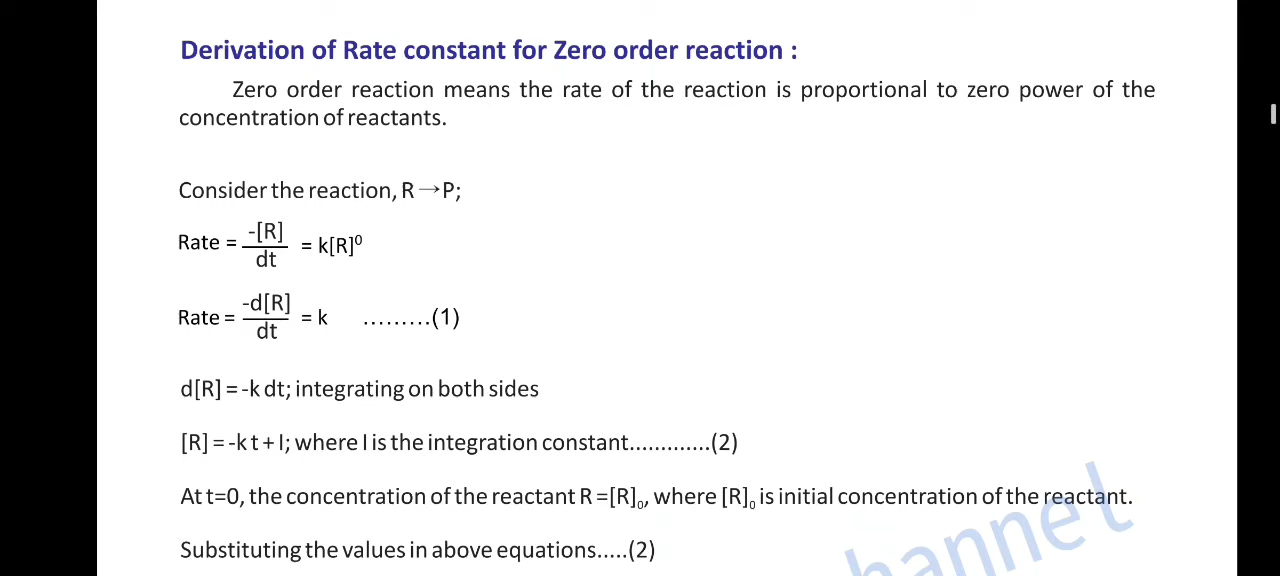 Derivation of Rate constant for Zero order reaction :
Zero order reaction means the rate of the reaction is proportional to zero power of the
concentration of reactants.
Consider the reaction, R →P;
Rate = -[R]/dt = k[R]⁰
Rate = -d[R]/dt = k .........(1)
d[R] = -k dt; integrating on both sides
[R] = -k t + I; where I is the integration constant.............(2)
At t=0, the concentration of the reactant R =[R]₀, where [R]₀ is initial concentration of the reactant.
Substituting the values in above equations.....(2)
hannel